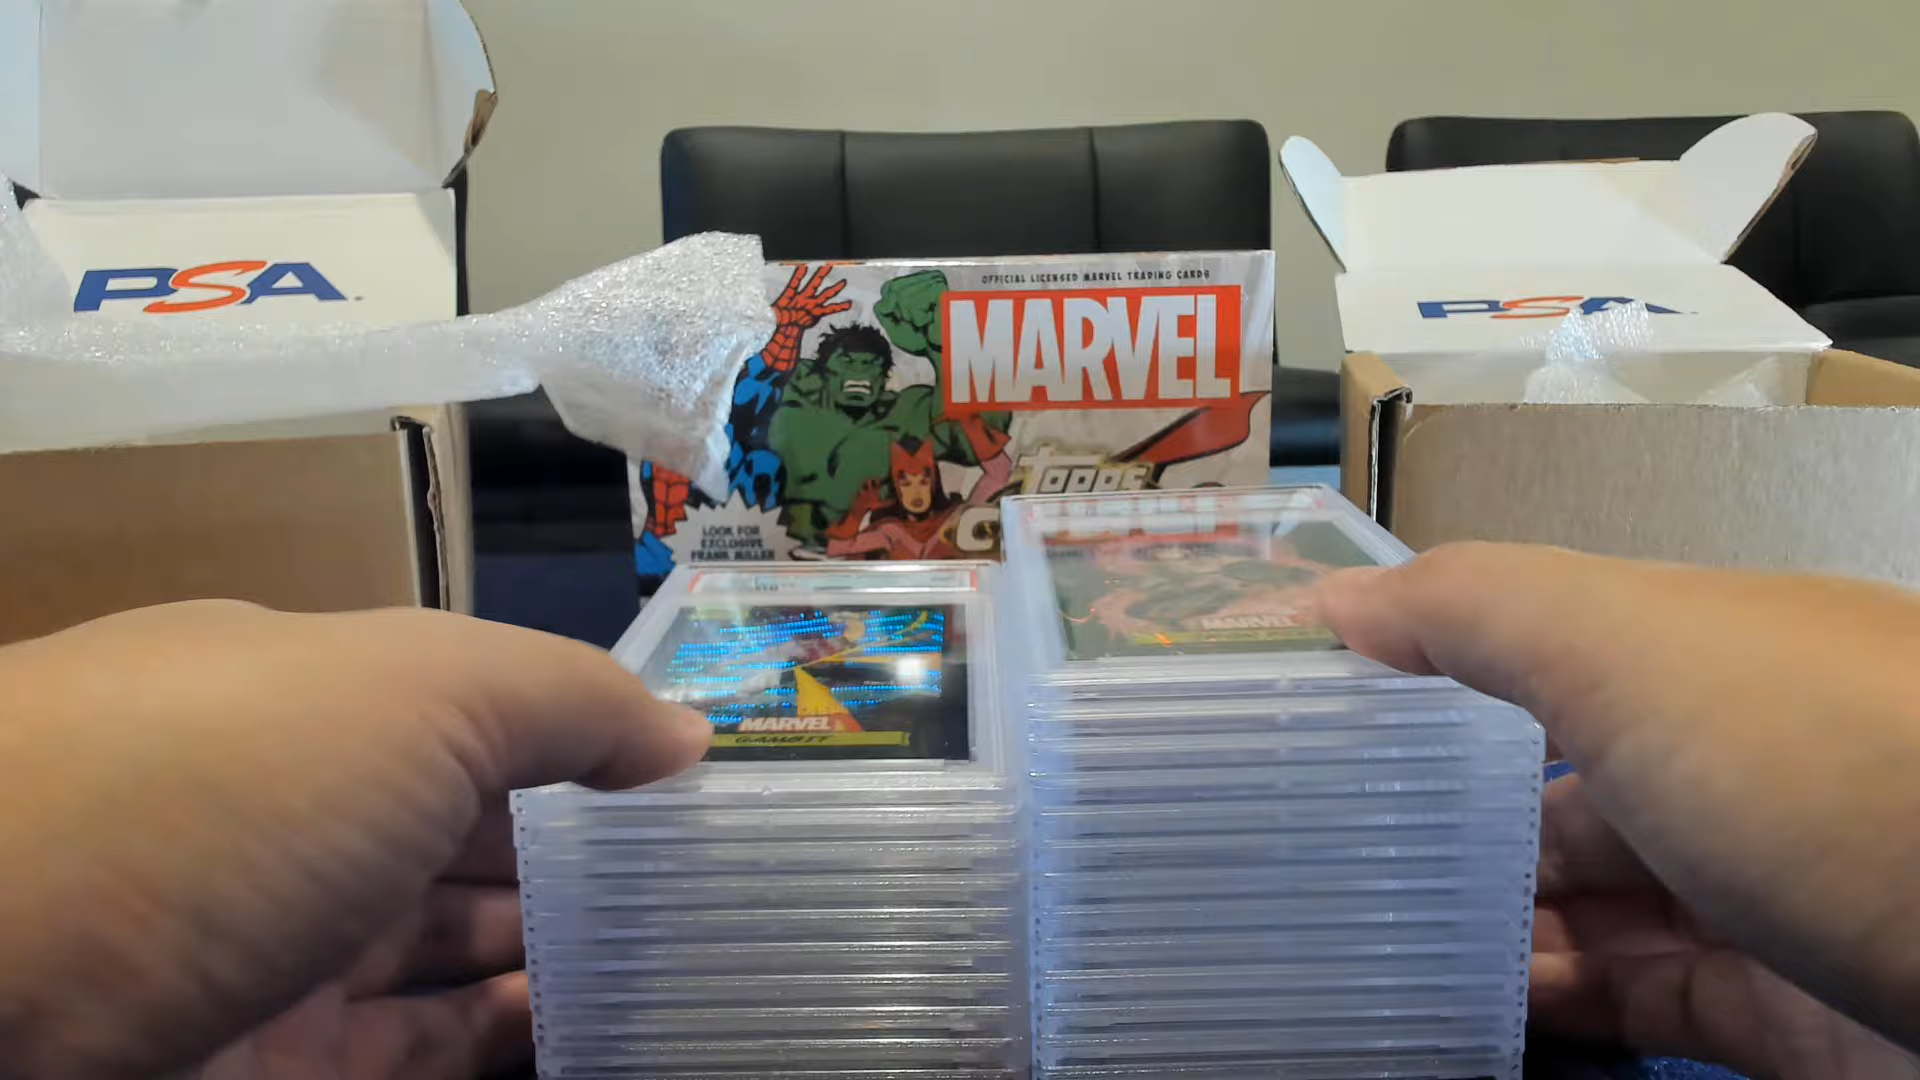 PSA.
PSA.
OFFICIAL LICENSED MARVEL TRADING CARDS
MARVEL
Topps
LOOK FOR
EXCLUSIVE
FRANK MILLER
MARVEL
GAMBIT
MARVEL